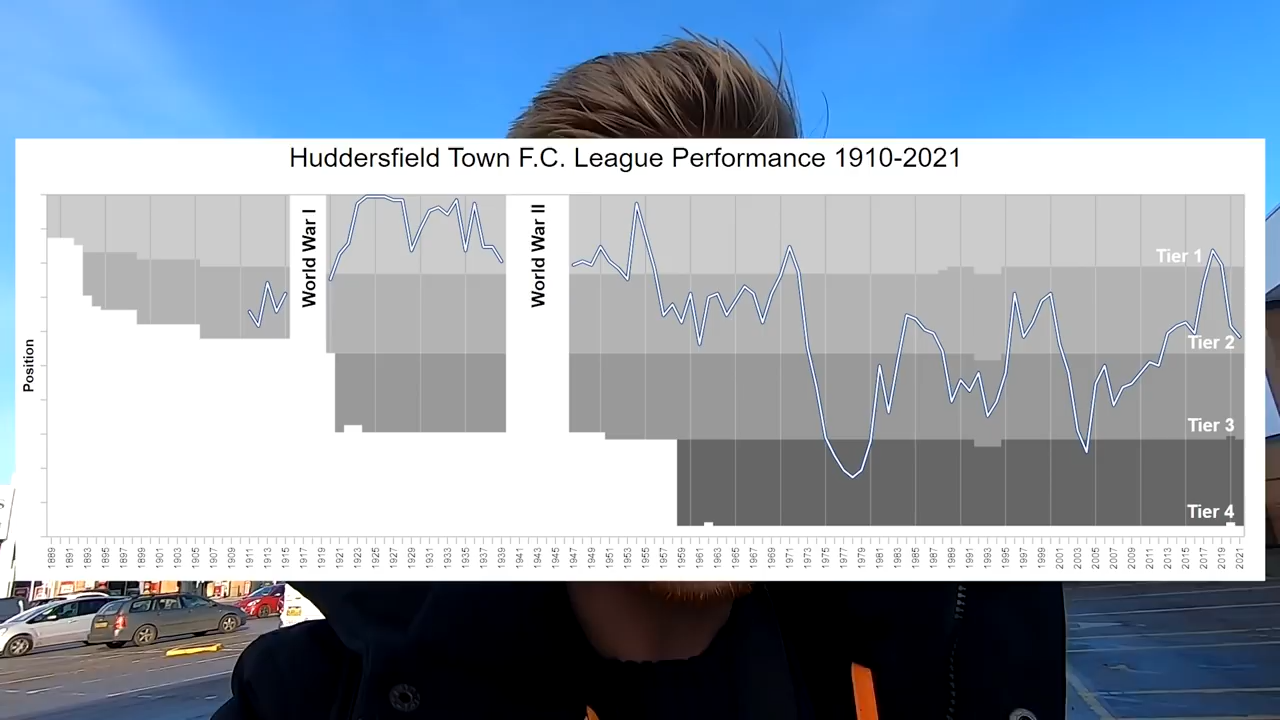 Huddersfield Town F.C. League Performance 1910-2021
Position
World War I
World War II
Tier 1
Tier 2
Tier 3
Tier 4
1889 1891 1893 1895 1897 1899 1901 1903 1905 1907 1909 1911 1913 1915 1917 1919 1921 1923 1925 1927 1929 1931 1933 1935 1937 1939 1941 1943 1945 1947 1949 1951 1953 1955 1957 1959 1961 1963 1965 1967 1969 1971 1973 1975 1977 1979 1981 1983 1985 1987 1989 1991 1993 1995 1997 1999 2001 2003 2005 2007 2009 2011 2013 2015 2017 2019 2021